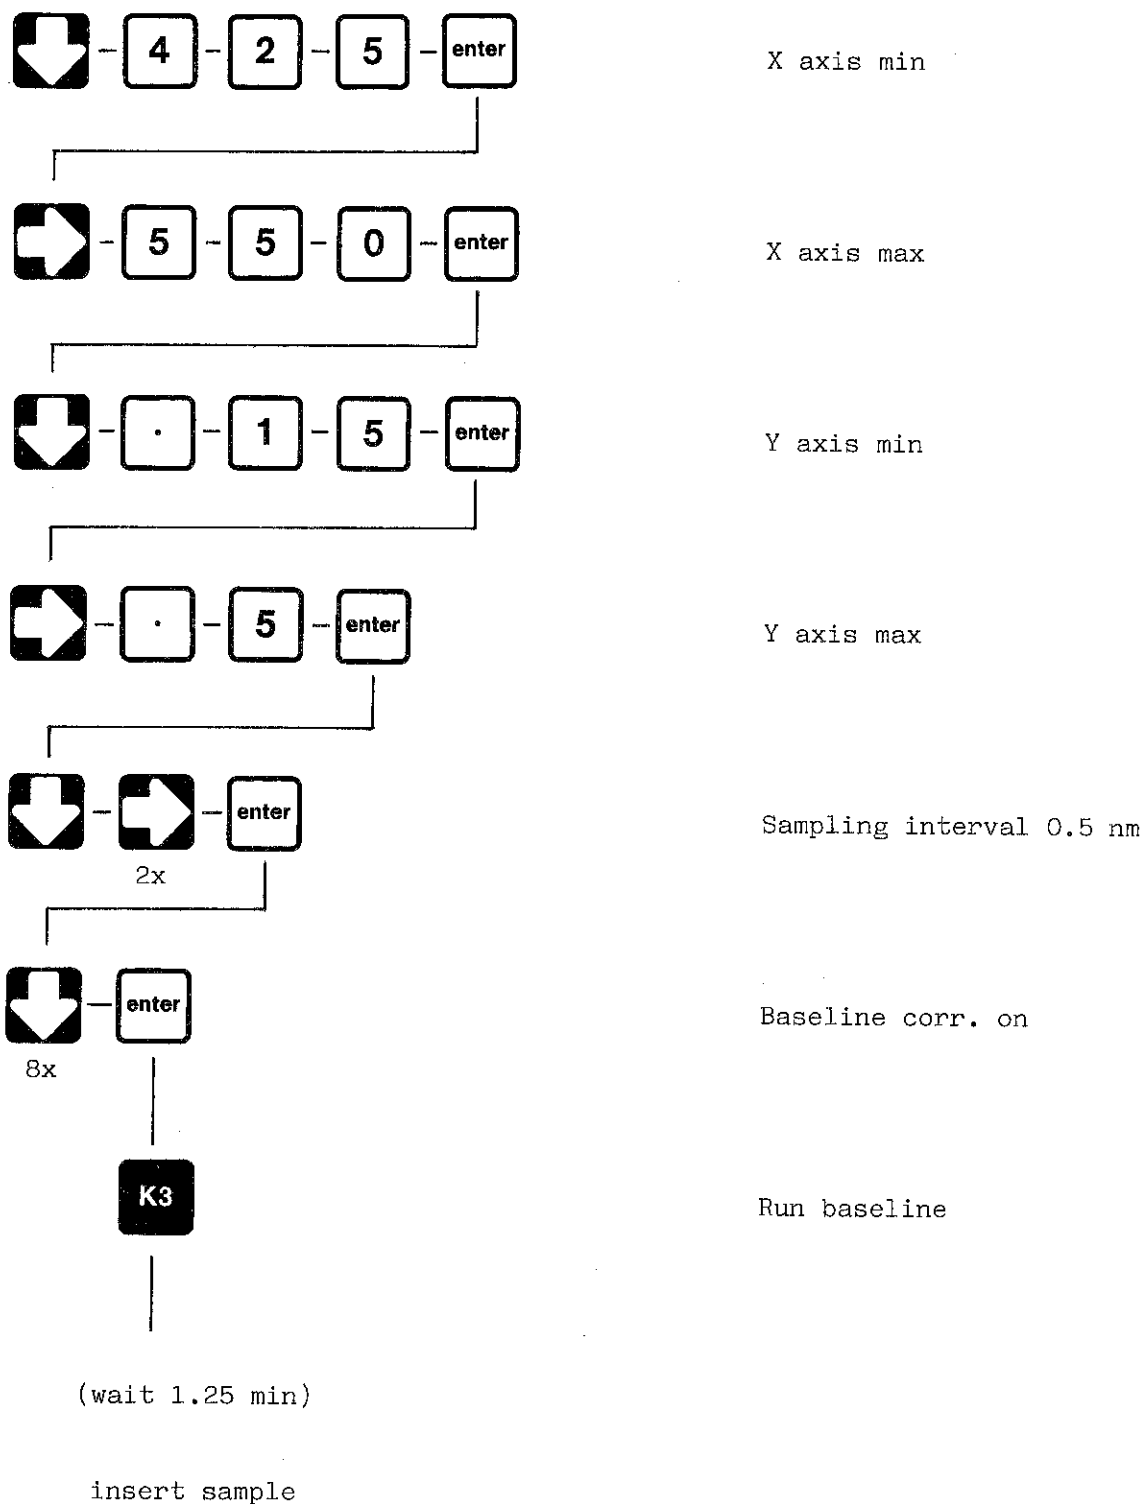 4 - 2 - 5 - enter X axis min
5 - 5 - 0 - enter X axis max
. - 1 - 5 - enter Y axis min
. - 5 - enter Y axis max
enter Sampling interval 0.5 nm
2x
enter Baseline corr. on
8x
K3 Run baseline
(wait 1.25 min)
insert sample